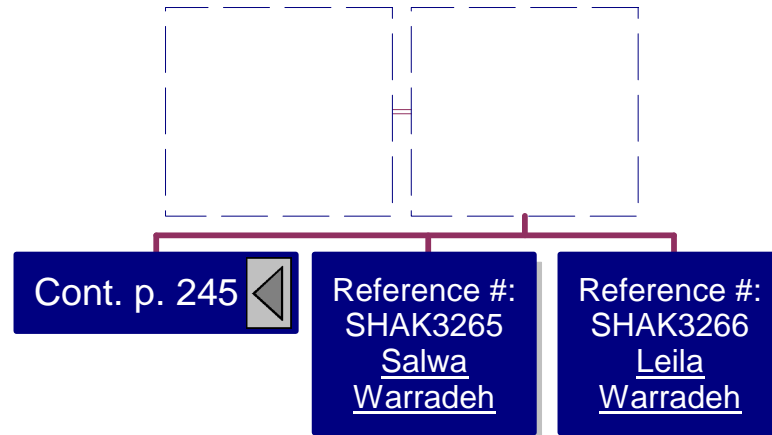 Cont. p. 245
Reference #:
SHAK3265
Salwa
Warradeh
Reference #:
SHAK3266
Leila
Warradeh